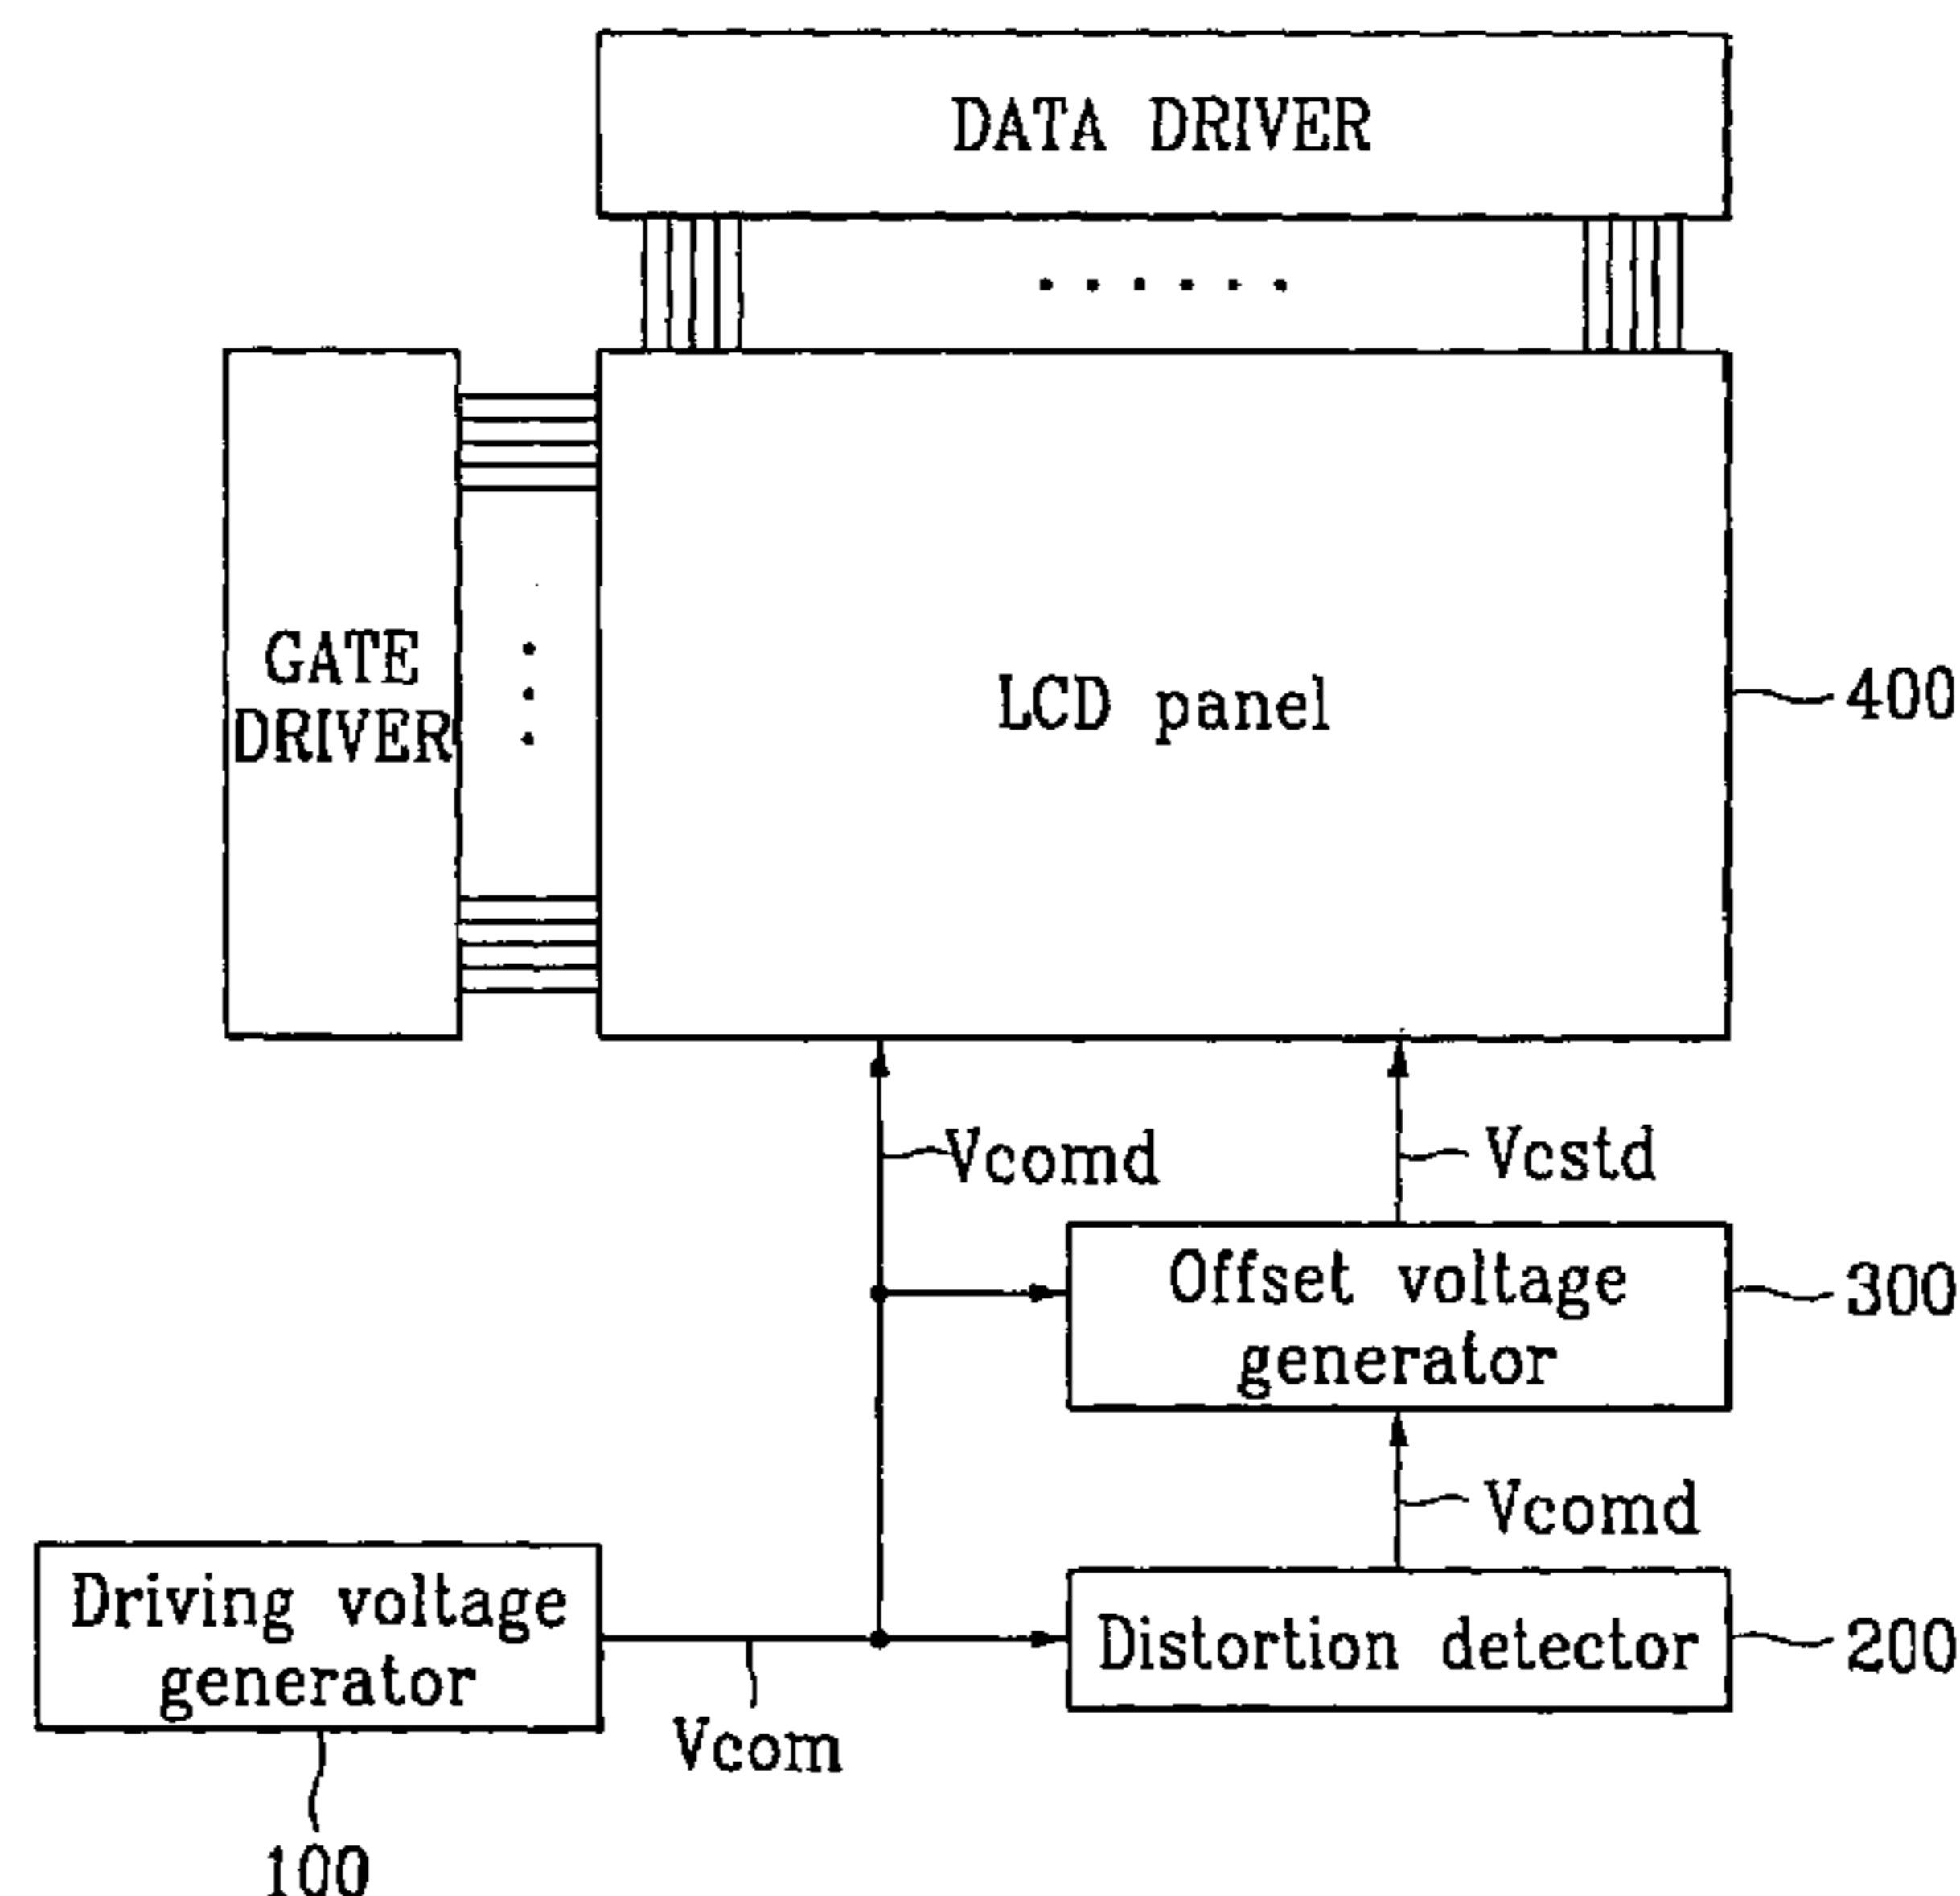 DATA DRIVER
GATE
DRIVER
LCD panel
400
Vcomd
Vcstd
Offset voltage
generator
300
Vcomd
Driving voltage
generator
Distortion detector
200
Vcom
100